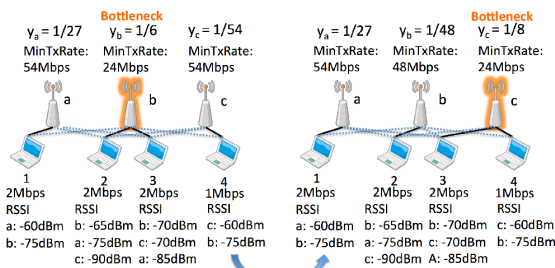 Bottleneck
yₐ = 1/27
y_b = 1/6
y_c = 1/54
MinTxRate:
54Mbps
MinTxRate:
24Mbps
MinTxRate:
54Mbps
a
b
c
1
2Mbps
RSSI
a: -60dBm
b: -75dBm
2
2Mbps
RSSI
b: -65dBm
a: -75dBm
c: -90dBm
3
2Mbps
RSSI
b: -70dBm
c: -70dBm
a: -85dBm
4
1Mbps
RSSI
c: -60dBm
b: -75dBm
Bottleneck
yₐ = 1/27
y_b = 1/48
y_c = 1/8
MinTxRate:
54Mbps
MinTxRate:
48Mbps
MinTxRate:
24Mbps
a
b
c
1
2Mbps
RSSI
a: -60dBm
b: -75dBm
2
2Mbps
RSSI
b: -65dBm
a: -75dBm
c: -90dBm
3
2Mbps
RSSI
b: -70dBm
c: -70dBm
A: -85dBm
4
1Mbps
RSSI
c: -60dBm
b: -75dBm